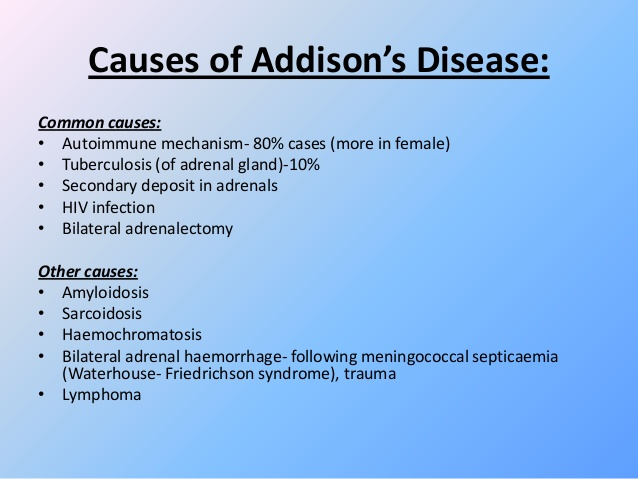 Causes of Addison’s Disease:
Common causes:
• Autoimmune mechanism- 80% cases (more in female)
• Tuberculosis (of adrenal gland)-10%
• Secondary deposit in adrenals
• HIV infection
• Bilateral adrenalectomy
Other causes:
• Amyloidosis
• Sarcoidosis
• Haemochromatosis
• Bilateral adrenal haemorrhage- following meningococcal septicaemia
(Waterhouse- Friedrichson syndrome), trauma
• Lymphoma